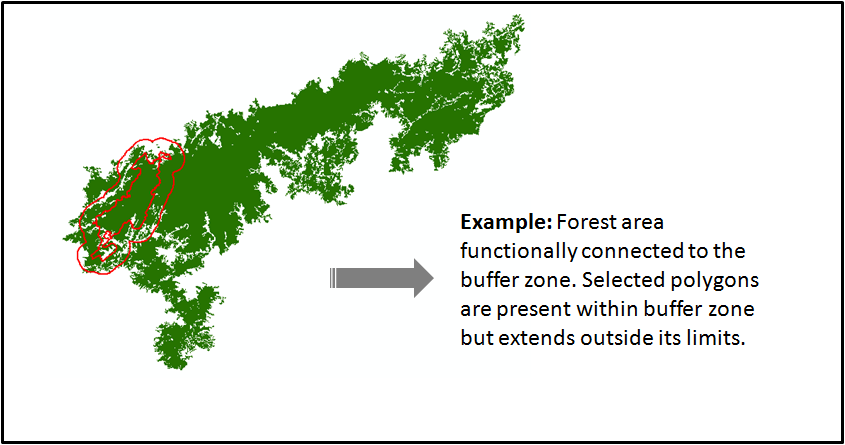 Example: Forest area
functionally connected to the
buffer zone. Selected polygons
are present within buffer zone
but extends outside its limits.